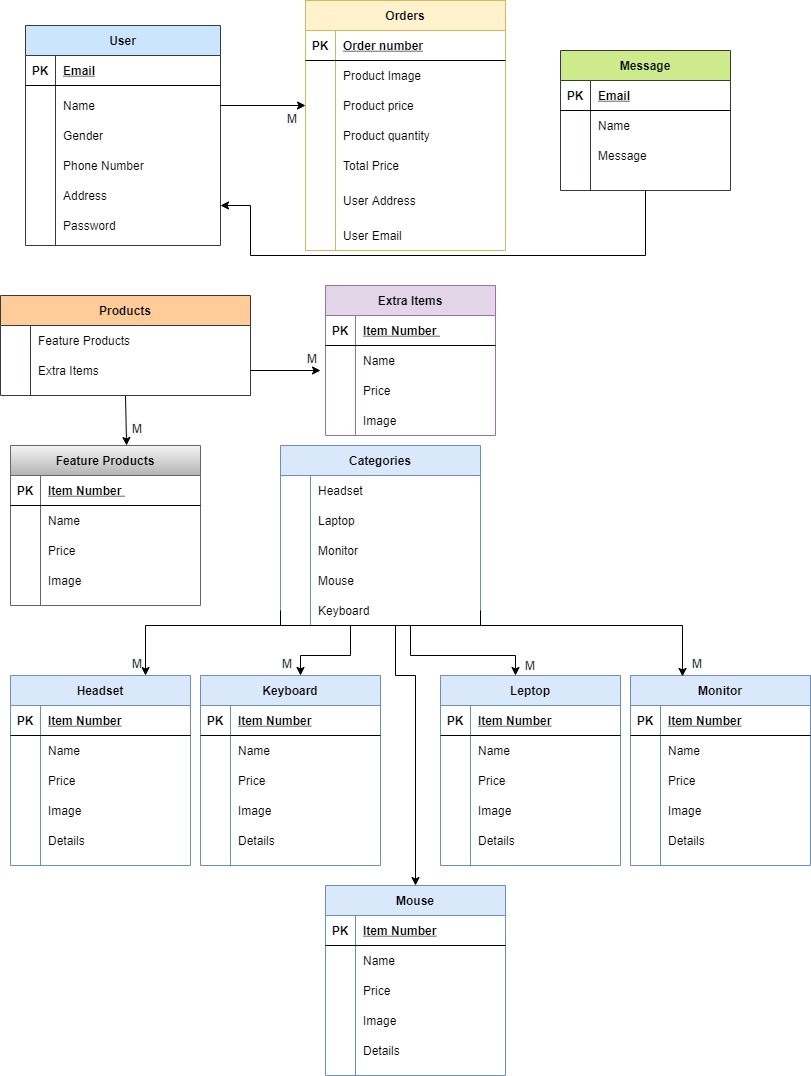 User
PK Email
Name
Gender
Phone Number
Address
Password
M
Orders
PK Order number
Product Image
Product price
Product quantity
Total Price
User Address
User Email
Message
PK Email
Name
Message
Products
Feature Products
Extra Items
M
M
Extra Items
PK Item Number
Name
Price
Image
Feature Products
PK Item Number
Name
Price
Image
Categories
Headset
Laptop
Monitor
Mouse
Keyboard
M
M
M
M
Headset
PK Item Number
Name
Price
Image
Details
Keyboard
PK Item Number
Name
Price
Image
Details
Leptop
PK Item Number
Name
Price
Image
Details
Monitor
PK Item Number
Name
Price
Image
Details
Mouse
PK Item Number
Name
Price
Image
Details